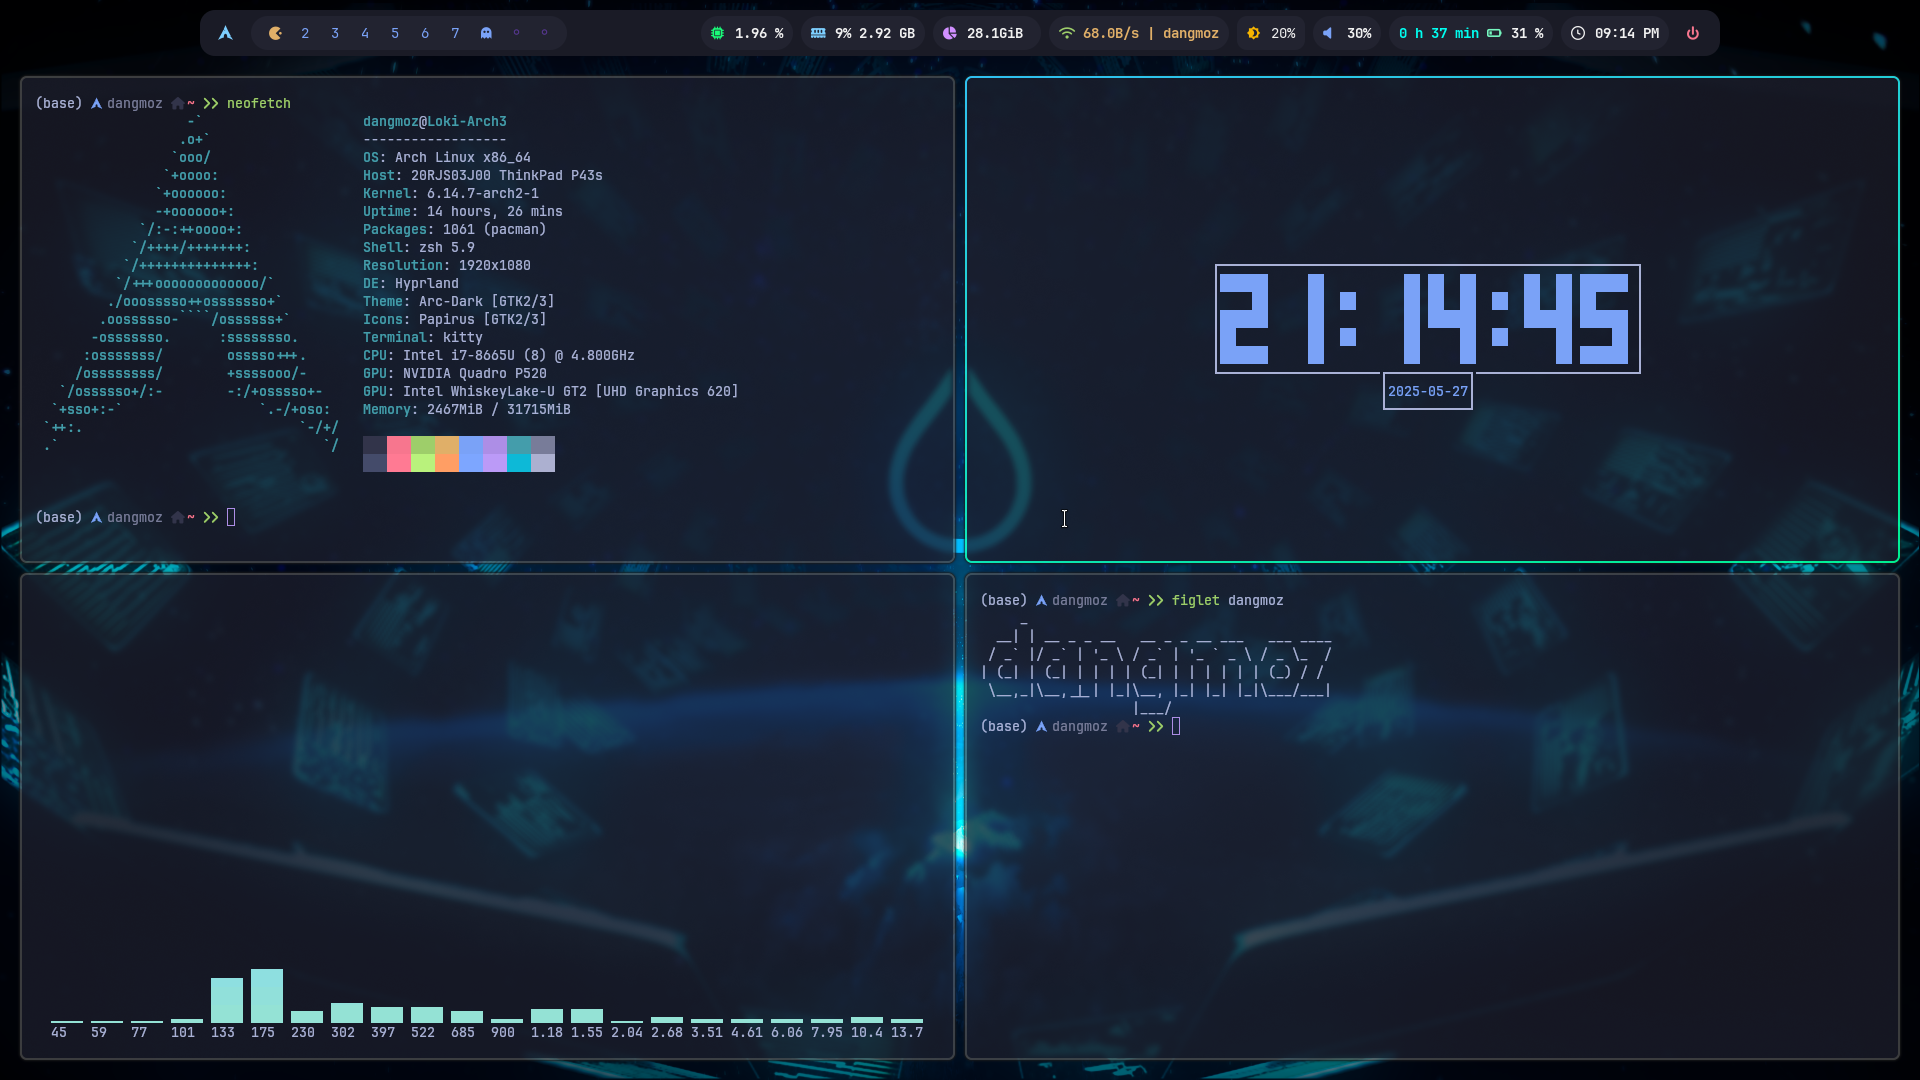 2 3 4 5 6 7 1.96 % 9% 2.92 GB 28.1GiB 68.0B/s | dangmoz 20% 30% 0 h 37 min 31 % 09:14 PM
(base) dangmoz ~ >> neofetch
dangmoz@Loki-Arch3
------------------
OS: Arch Linux x86_64
Host: 20RJS03J00 ThinkPad P43s
Kernel: 6.14.7-arch2-1
Uptime: 14 hours, 26 mins
Packages: 1061 (pacman)
Shell: zsh 5.9
Resolution: 1920x1080
DE: Hyprland
Theme: Arc-Dark [GTK2/3]
Icons: Papirus [GTK2/3]
Terminal: kitty
CPU: Intel i7-8665U (8) @ 4.800GHz
GPU: NVIDIA Quadro P520
GPU: Intel WhiskeyLake-U GT2 [UHD Graphics 620]
Memory: 2467MiB / 31715MiB
(base) dangmoz ~ >>
21:14:45
2025-05-27
(base) dangmoz ~ >> figlet dangmoz
dangmoz
(base) dangmoz ~ >>
45 59 77 101 133 175 230 302 397 522 685 900 1.18 1.55 2.04 2.68 3.51 4.61 6.06 7.95 10.4 13.7